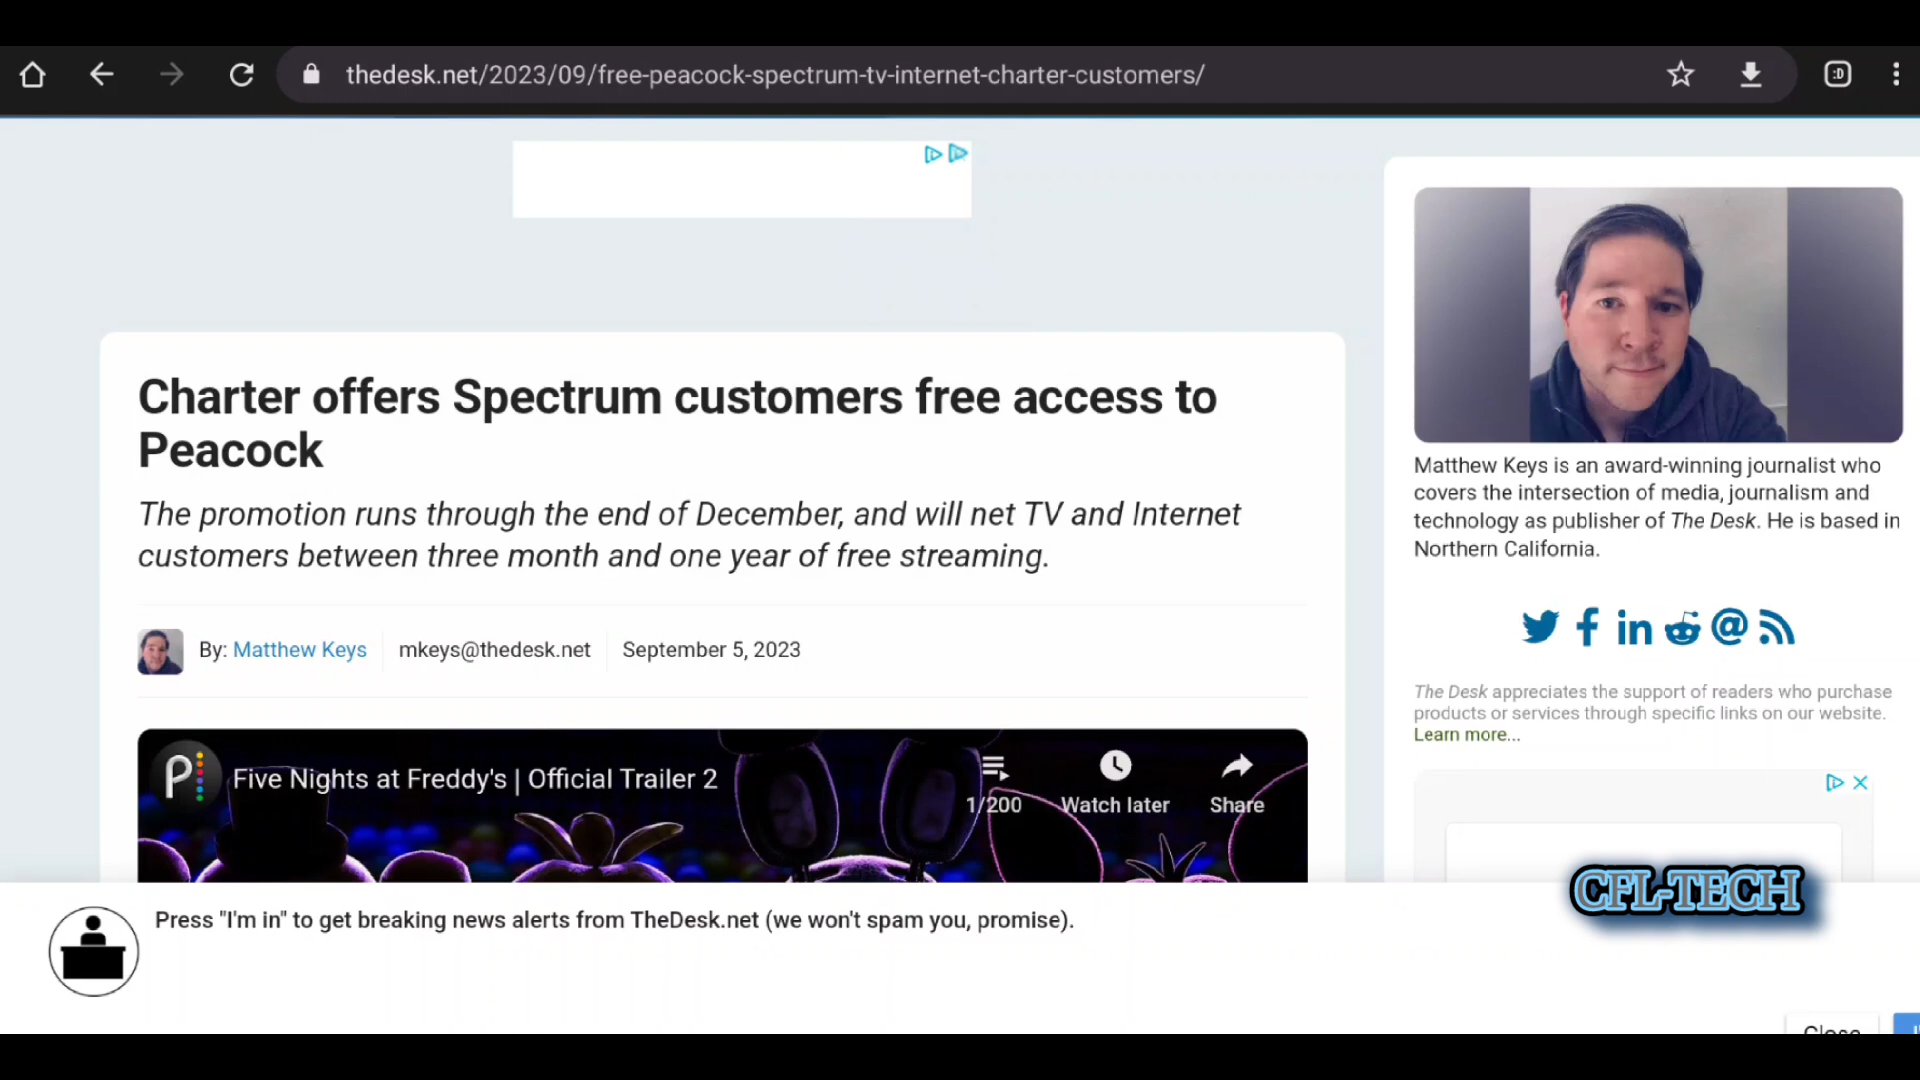 thedesk.net/2023/09/free-peacock-spectrum-tv-internet-charter-customers/
:D
Charter offers Spectrum customers free access to
Peacock
The promotion runs through the end of December, and will net TV and Internet
customers between three month and one year of free streaming.
By: Matthew Keys
mkeys@thedesk.net
September 5, 2023
Five Nights at Freddy's | Official Trailer 2
1/200
Watch later
Share
Matthew Keys is an award-winning journalist who
covers the intersection of media, journalism and
technology as publisher of The Desk. He is based in
Northern California.
The Desk appreciates the support of readers who purchase
products or services through specific links on our website.
Learn more...
CFL-TECH
Press "I'm in" to get breaking news alerts from TheDesk.net (we won't spam you, promise).
Close